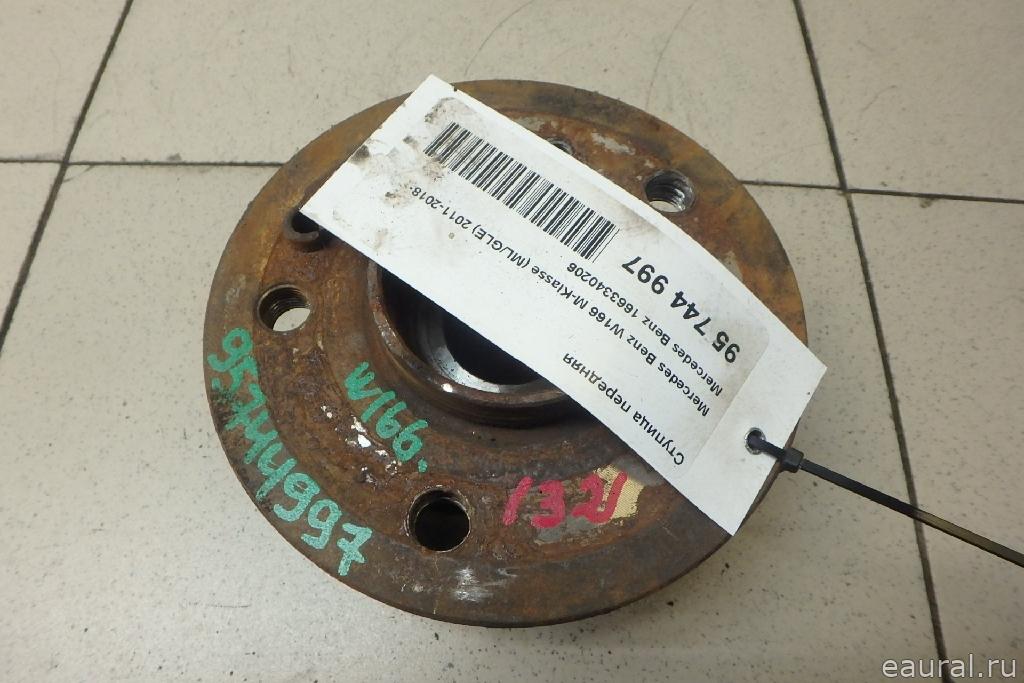 Ступица передняя
Mercedes Benz W166 M-Klasse (ML/GLE) 2011-2018-
Mercedes Benz 1663340206
95 744 997
W166.
95744997
1321
eaural.ru